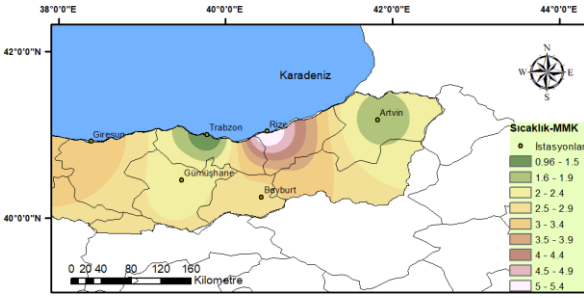 38°0'0"E 40°0'0"E 42°0'0"E 44°0'0"E
42°0'0"N
Karadeniz
N
W E
S
Artvin
Rize
Trabzon
Giresun
Gümüşhane
Bayburt
40°0'0"N
Sıcaklık-MMK
İstasyonlar
0.96 - 1.5
1.6 - 1.9
2 - 2.4
2.5 - 2.9
3 - 3.4
3.5 - 3.9
4 - 4.4
4.5 - 4.9
5 - 5.4
0 20 40 80 120 160
Kilometre